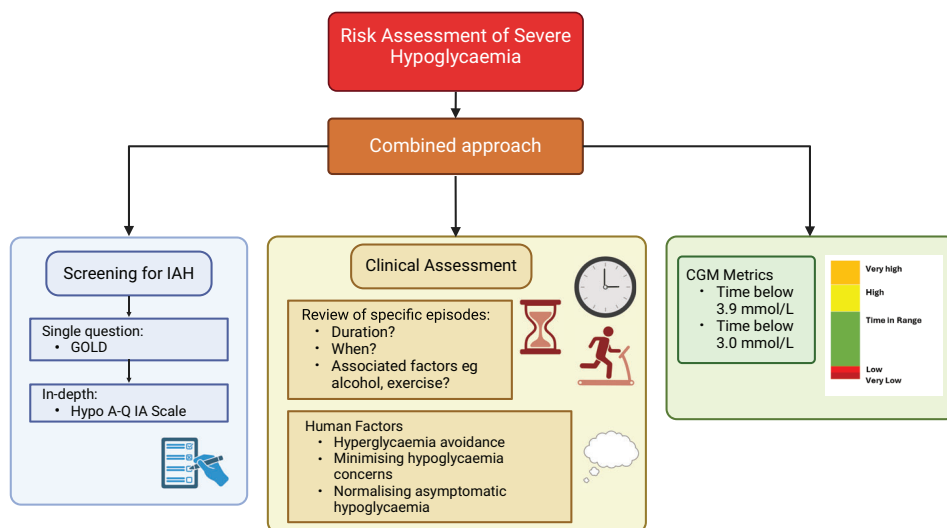 Risk Assessment of Severe
Hypoglycaemia
Combined approach
Screening for IAH
Single question:
• GOLD
In-depth:
• Hypo A-Q IA Scale
Clinical Assessment
Review of specific episodes:
• Duration?
• When?
• Associated factors eg
alcohol, exercise?
Human Factors
• Hyperglycaemia avoidance
• Minimising hypoglycaemia
concerns
• Normalising asymptomatic
hypoglycaemia
CGM Metrics
• Time below
3.9 mmol/L
• Time below
3.0 mmol/L
Very high
High
Time in Range
Low
Very Low